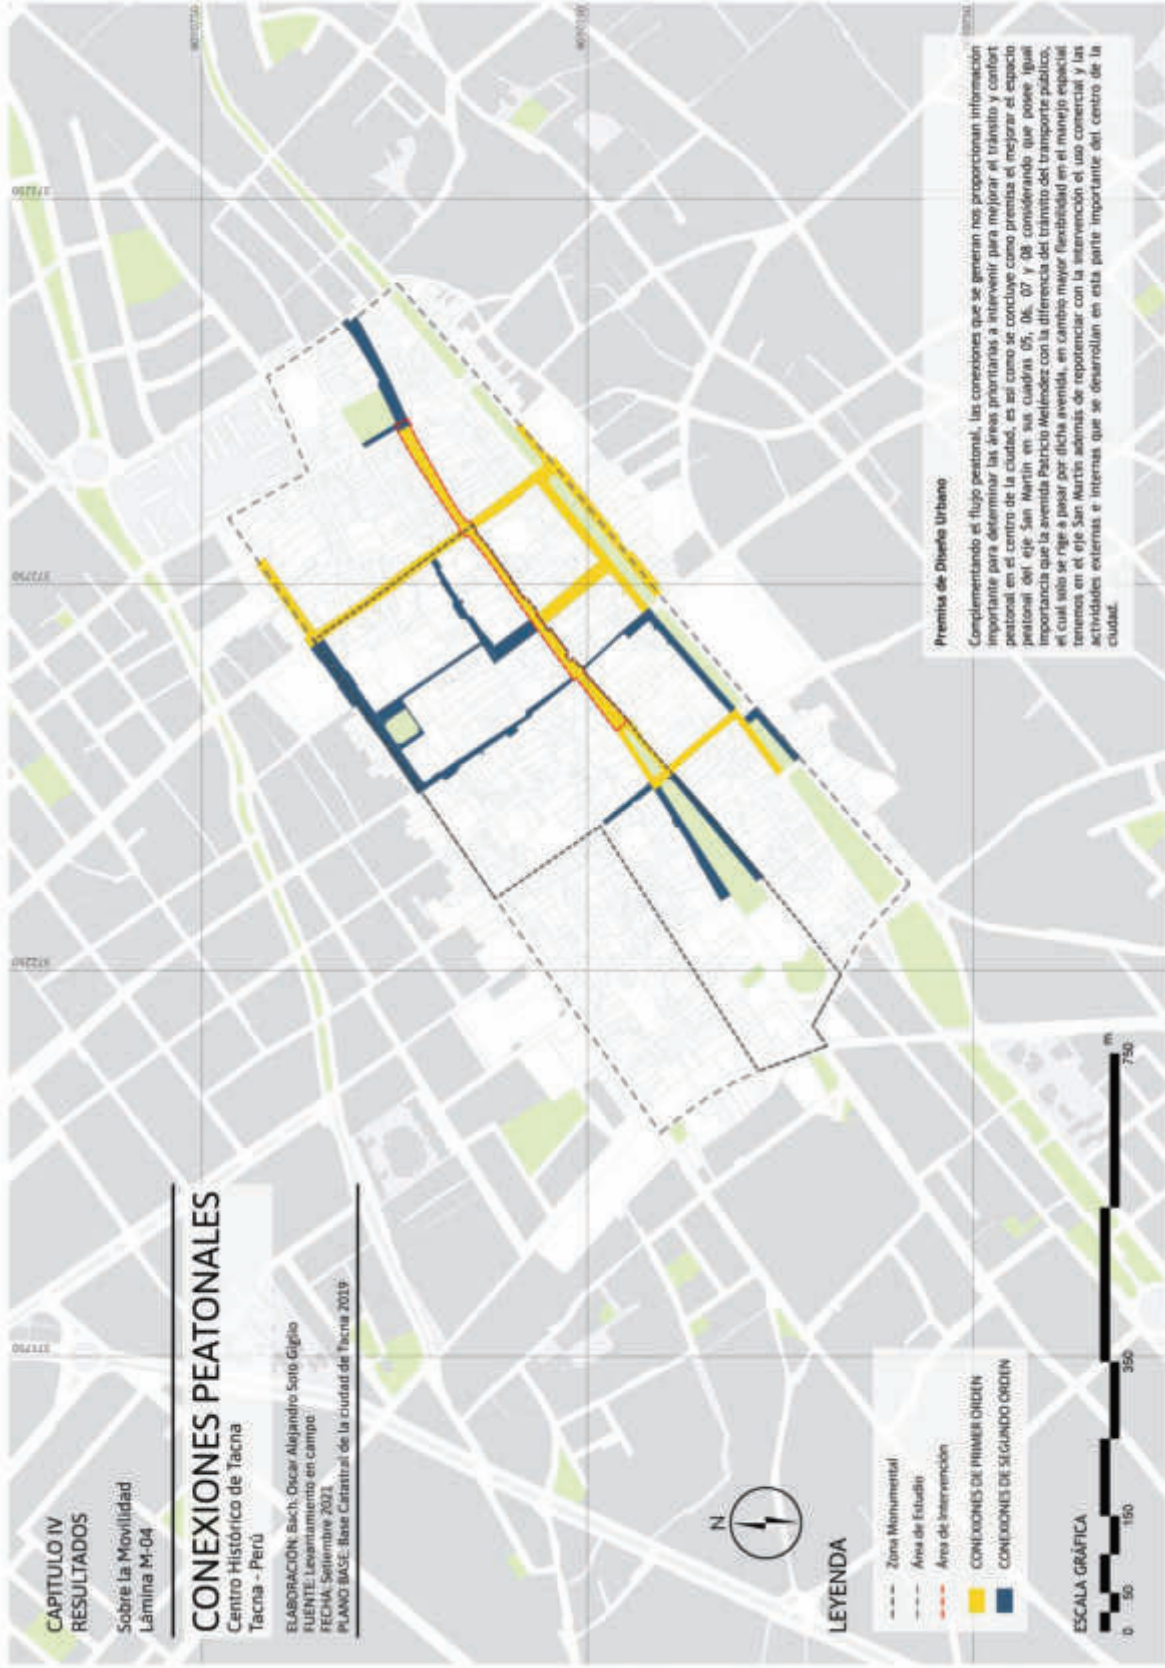 CAPITULO IV
RESULTADOS
Sobre la Movilidad
Lámina M-04
CONEXIONES PEATONALES
Centro Histórico de Tacna
Tacna - Perú
ELABORACIÓN: Bach. Oscar Alejandro Soto Giglio
FUENTE: Levantamiento en campo
FECHA: Setiembre 2021
PLANO BASE: Base Catastral de la ciudad de Tacna 2019
371750
372250
372750
N
LEYENDA
Zona Monumental
Área de Estudio
Área de Intervención
CONEXIONES DE PRIMER ORDEN
CONEXIONES DE SEGUNDO ORDEN
ESCALA GRÁFICA
0 50 150 350 750 m
Premisa de Diseño Urbano
Complementando el flujo peatonal, las conexiones que se generan nos proporcionan información
importante para determinar las áreas prioritarias a intervenir para mejorar el tránsito y confort
peatonal en el centro de la ciudad, es así como se concluye como premisa el mejorar el espacio
peatonal del eje San Martín en sus cuadras 05, 06, 07 y 08 considerando que posee igual
importancia que la avenida Patricio Meléndez con la diferencia del tránsito del transporte público,
el cual solo se rige a pasar por dicha avenida, en cambio mayor flexibilidad en el manejo espacial
tenemos en el eje San Martín además de repotenciar con la intervención el uso comercial y las
actividades externas e internas que se desarrollan en esta parte importante del centro de la
ciudad.